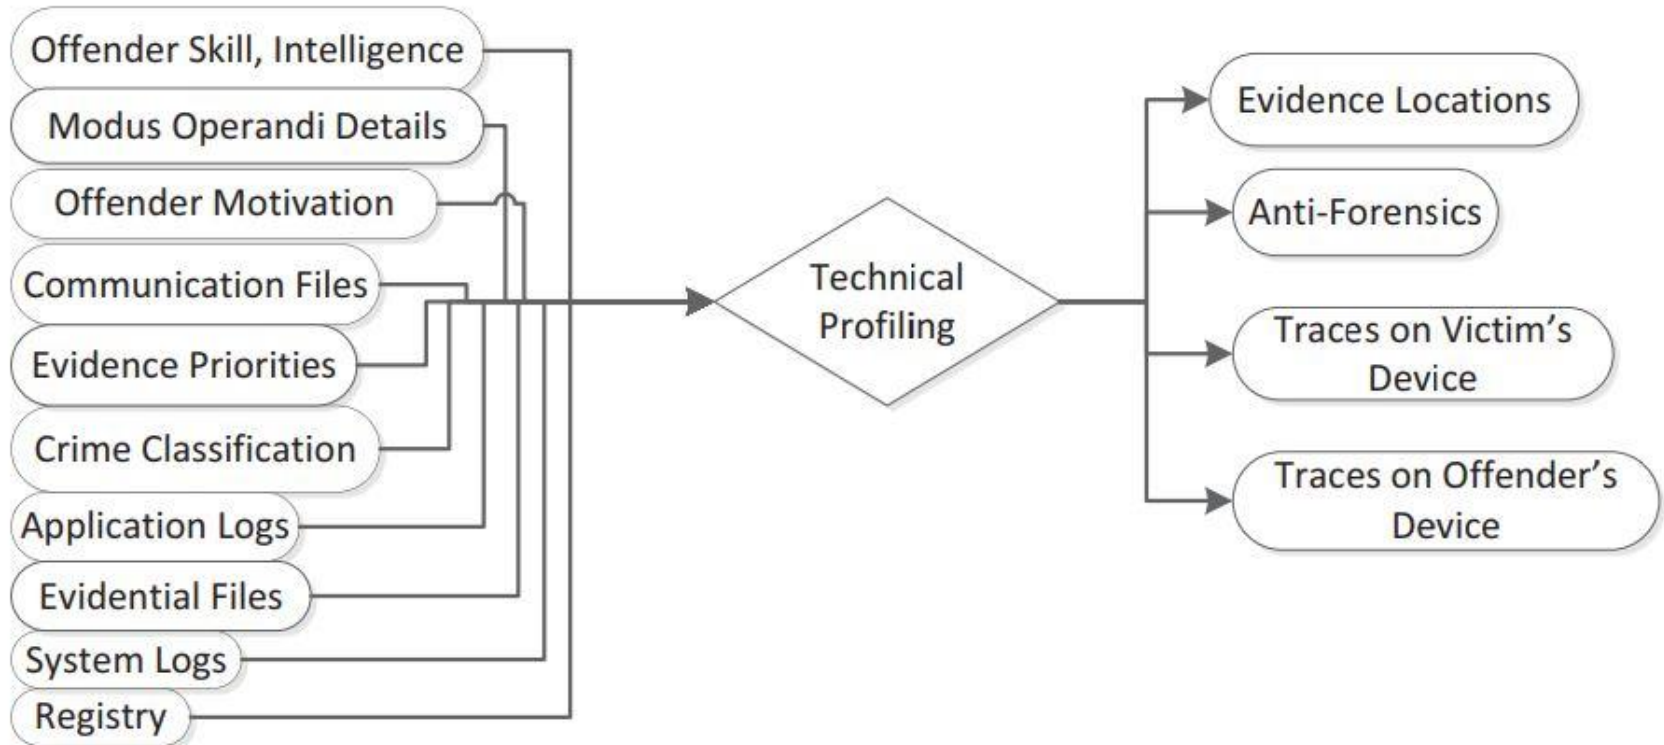 Offender Skill, Intelligence
Modus Operandi Details
Offender Motivation
Communication Files
Evidence Priorities
Crime Classification
Application Logs
Evidential Files
System Logs
Registry
Technical
Profiling
Evidence Locations
Anti-Forensics
Traces on Victim’s
Device
Traces on Offender’s
Device